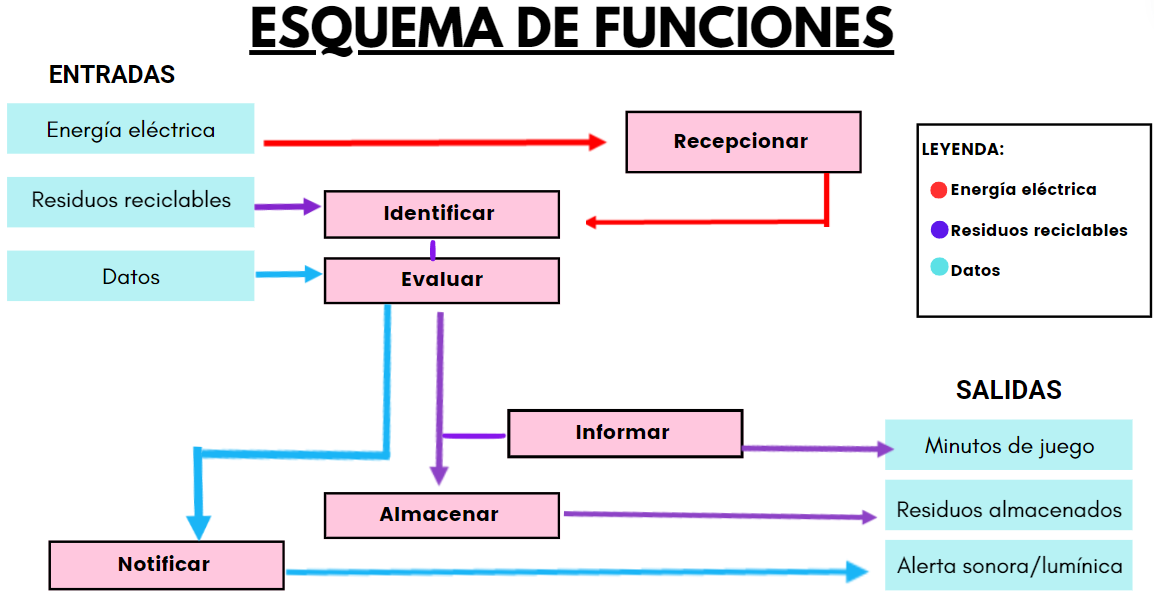 ESQUEMA DE FUNCIONES
ENTRADAS
Energía eléctrica
Recepcionar
LEYENDA:
Energía eléctrica
Residuos reciclables
Datos
Residuos reciclables
Identificar
Datos
Evaluar
SALIDAS
Informar
Minutos de juego
Almacenar
Residuos almacenados
Notificar
Alerta sonora/lumínica